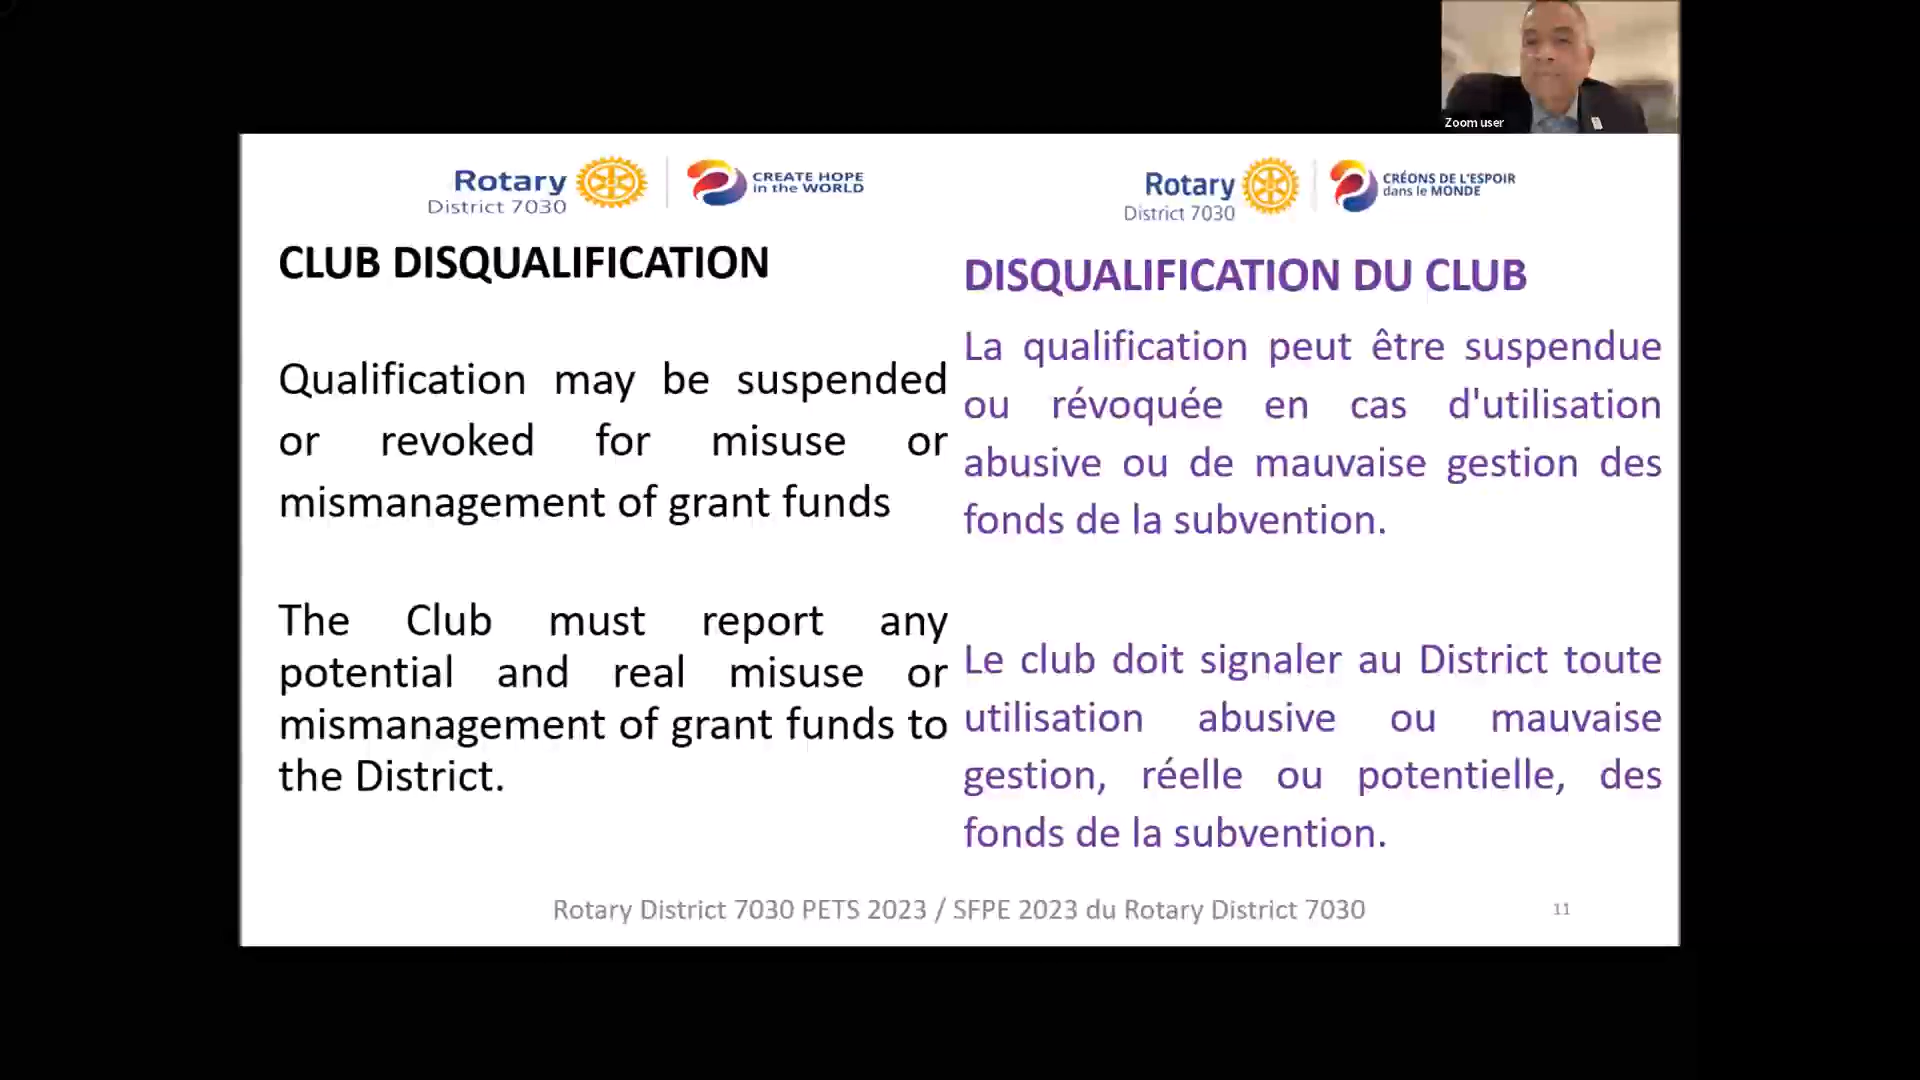 Zoom user
Rotary
District 7030
CREATE HOPE
in the WORLD
Rotary
District 7030
CRÉONS DE L'ESPOIR
dans le MONDE
CLUB DISQUALIFICATION
Qualification may be suspended
or revoked for misuse or
mismanagement of grant funds
The Club must report any
potential and real misuse or
mismanagement of grant funds to
the District.
DISQUALIFICATION DU CLUB
La qualification peut être suspendue
ou révoquée en cas d'utilisation
abusive ou de mauvaise gestion des
fonds de la subvention.
Le club doit signaler au District toute
utilisation abusive ou mauvaise
gestion, réelle ou potentielle, des
fonds de la subvention.
Rotary District 7030 PETS 2023 / SFPE 2023 du Rotary District 7030
11